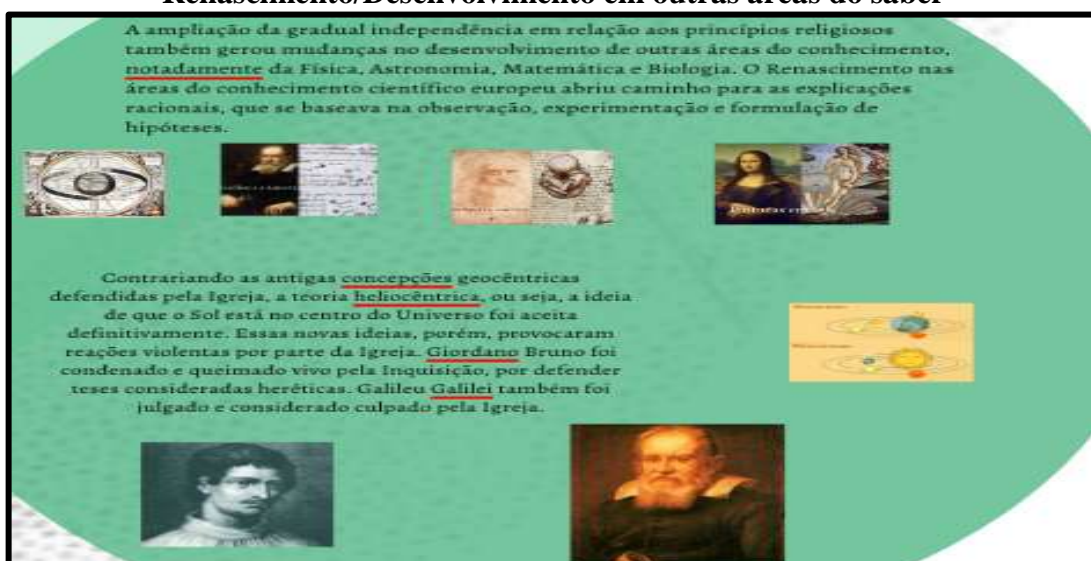 Renascimento/Desenvolvimento em outras áreas do saber
A ampliação da gradual independência em relação aos princípios religiosos
também gerou mudanças no desenvolvimento de outras áreas do conhecimento,
notadamente da Física, Astronomia, Matemática e Biologia. O Renascimento nas
áreas do conhecimento científico europeu abriu caminho para as explicações
racionais, que se baseava na observação, experimentação e formulação de
hipóteses.
Contrariando as antigas concepções geocêntricas
defendidas pela Igreja, a teoria heliocêntrica, ou seja, a ideia
de que o Sol está no centro do Universo foi aceita
definitivamente. Essas novas ideias, porém, provocaram
reações violentas por parte da Igreja. Giordano Bruno foi
condenado e queimado vivo pela Inquisição, por defender
teses consideradas heréticas. Galileu Galilei também foi
julgado e considerado culpado pela Igreja.